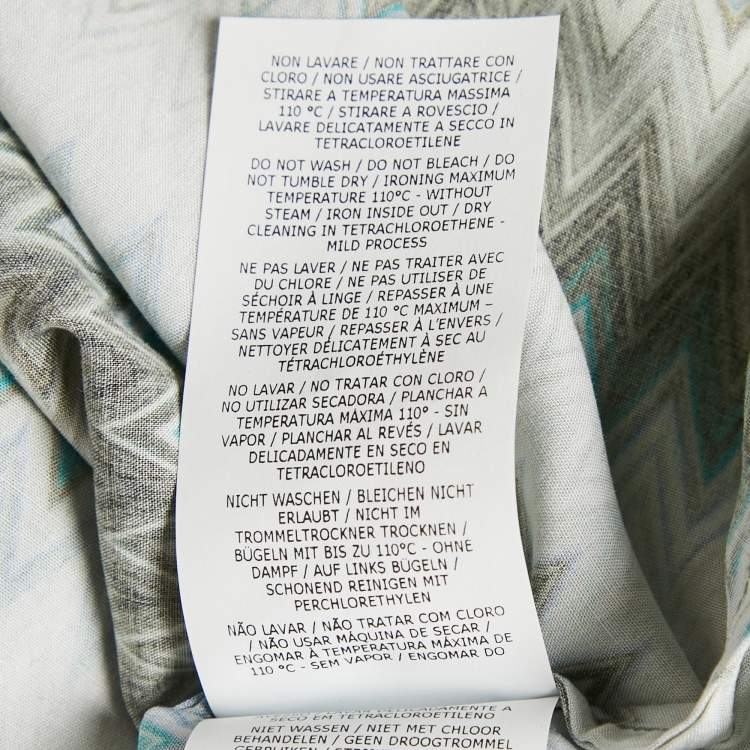 NON LAVARE / NON TRATTARE CON
CLORO / NON USARE ASCIUGATRICE /
STIRARE A TEMPERATURA MASSIMA
110 °C / STIRARE A ROVESCIO /
LAVARE DELICATAMENTE A SECCO IN
TETRACLOROETILENE
DO NOT WASH / DO NOT BLEACH / DO
NOT TUMBLE DRY / IRONING MAXIMUM
TEMPERATURE 110°C - WITHOUT
STEAM / IRON INSIDE OUT / DRY
CLEANING IN TETRACHLOROETHENE -
MILD PROCESS
NE PAS LAVER / NE PAS TRAITER AVEC
DU CHLORE / NE PAS UTILISER DE
SÉCHOIR À LINGE / REPASSER À UNE
TEMPÉRATURE DE 110 °C MAXIMUM –
SANS VAPEUR / REPASSER À L'ENVERS /
NETTOYER DÉLICATEMENT À SEC AU
TÉTRACHLOROÉTHYLÈNE
NO LAVAR / NO TRATAR CON CLORO /
NO UTILIZAR SECADORA / PLANCHAR A
TEMPERATURA MÁXIMA 110° - SIN
VAPOR / PLANCHAR AL REVÉS / LAVAR
DELICADAMENTE EN SECO EN
TETRACLOROETILENO
NICHT WASCHEN / BLEICHEN NICHT
ERLAUBT / NICHT IM
TROMMELTROCKNER TROCKNEN /
BÜGELN MIT BIS ZU 110°C - OHNE
DAMPF / AUF LINKS BÜGELN /
SCHONEND REINIGEN MIT
PERCHLORETHYLEN
NÃO LAVAR / NÃO TRATAR COM CLORO
/ NÃO USAR MÁQUINA DE SECAR /
ENGOMAR À TEMPERATURA MÁXIMA DE
110 °C - SEM VAPOR / ENGOMAR DO
DELICADAMENTE A
SECO EM TETRACLOROETILENO
NIET WASSEN / NIET MET CHLOOR
BEHANDELEN / GEEN DROOGTROMMEL